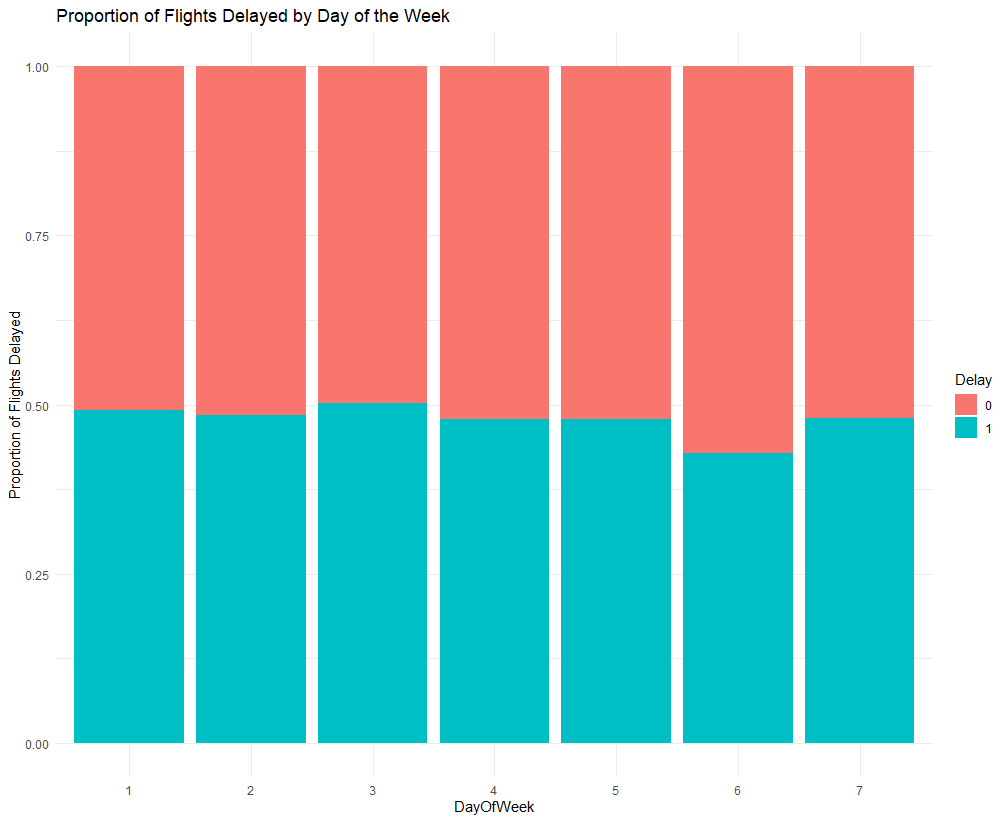 Proportion of Flights Delayed by Day of the Week
1.00
0.75
0.50
0.25
0.00
Proportion of Flights Delayed
1 2 3 4 5 6 7
DayOfWeek
Delay
0
1